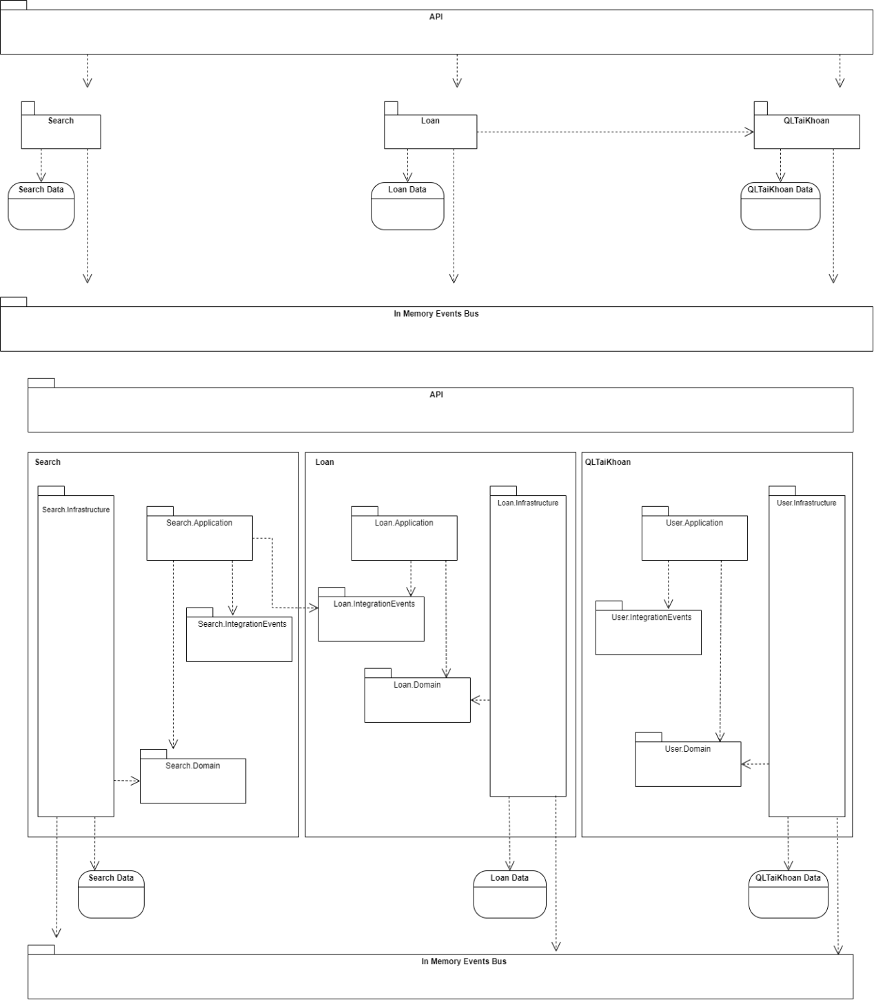 API
Search
Loan
QLTaiKhoan
Search Data
Loan Data
QLTaiKhoan Data
In Memory Events Bus
API
Search
Loan
QLTaiKhoan
Search.Infrastructure
Search.Application
Loan.Application
Loan.Infrastructure
User.Application
User.Infrastructure
Search.IntegrationEvents
Loan.IntegrationEvents
User.IntegrationEvents
Loan.Domain
Search.Domain
User.Domain
Search Data
Loan Data
QLTaiKhoan Data
In Memory Events Bus